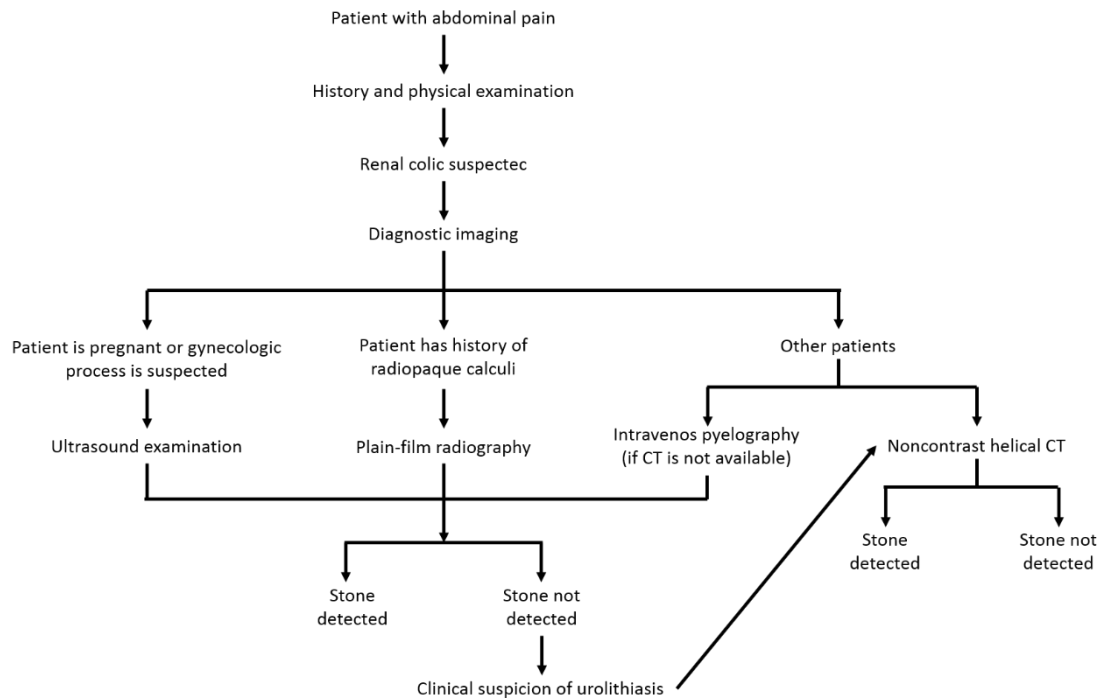 Patient with abdominal pain
History and physical examination
Renal colic suspectec
Diagnostic imaging
Patient is pregnant or gynecologic
process is suspected
Patient has history of
radiopaque calculi
Other patients
Ultrasound examination
Plain-film radiography
Intravenos pyelography
(if CT is not available)
Noncontrast helical CT
Stone
detected
Stone not
detected
Stone
detected
Stone not
detected
Clinical suspicion of urolithiasis